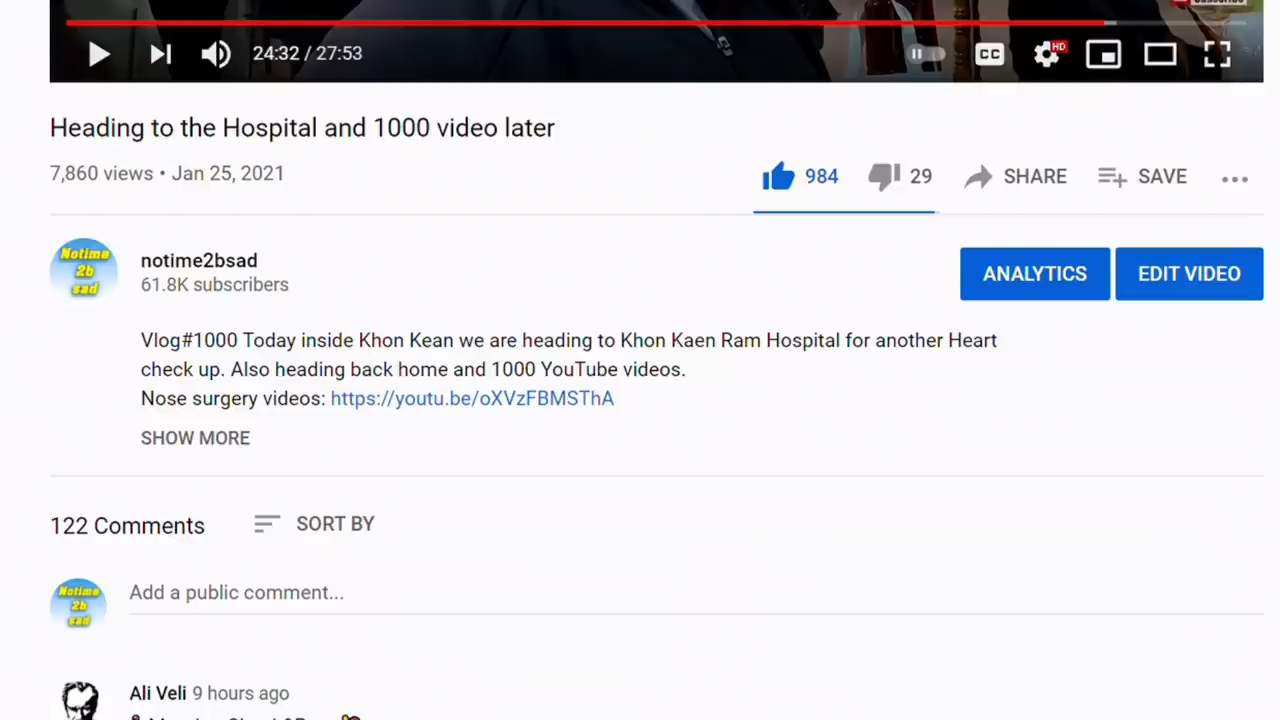 24:32 / 27:53
CC
HD
Heading to the Hospital and 1000 video later
7,860 views • Jan 25, 2021
984
29
SHARE
SAVE
Notime
2b
sad
notime2bsad
61.8K subscribers
ANALYTICS
EDIT VIDEO
Vlog#1000 Today inside Khon Kean we are heading to Khon Kaen Ram Hospital for another Heart
check up. Also heading back home and 1000 YouTube videos.
Nose surgery videos: https://youtu.be/oXVzFBMSThA
SHOW MORE
122 Comments
SORT BY
Notime
2b
sad
Add a public comment...
Ali Veli 9 hours ago